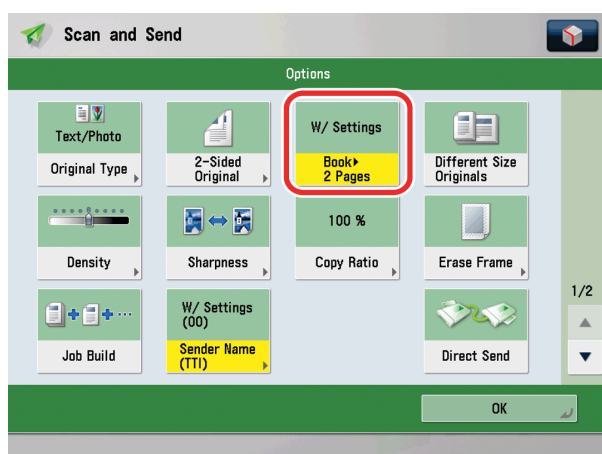 Scan and Send
Options
Text/Photo
Original Type
2-Sided
Original
W/ Settings
Book▶
2 Pages
Different Size
Originals
Density
Sharpness
100 %
Copy Ratio
Erase Frame
Job Build
W/ Settings
(00)
Sender Name
(TTI)
Direct Send
1/2
OK